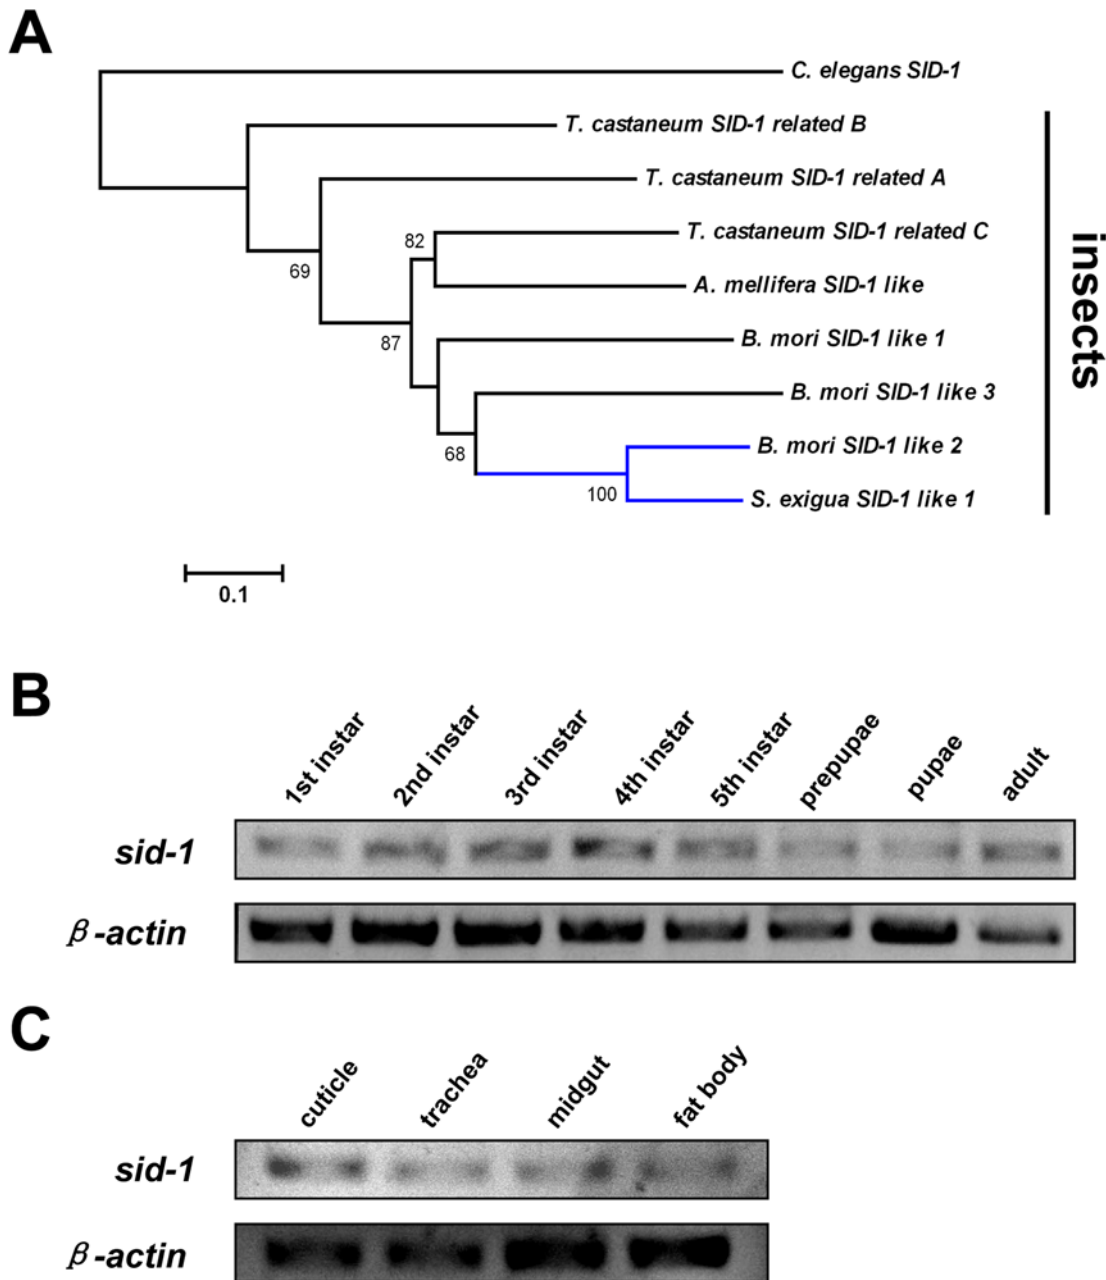 A
C. elegans SID-1
T. castaneum SID-1 related B
T. castaneum SID-1 related A
82
T. castaneum SID-1 related C
69
A. mellifera SID-1 like
87
B. mori SID-1 like 1
B. mori SID-1 like 3
68
B. mori SID-1 like 2
100
S. exigua SID-1 like 1
insects
0.1
B
1st instar
2nd instar
3rd instar
4th instar
5th instar
prepupae
pupae
adult
sid-1
β-actin
C
cuticle
trachea
midgut
fat body
sid-1
β-actin